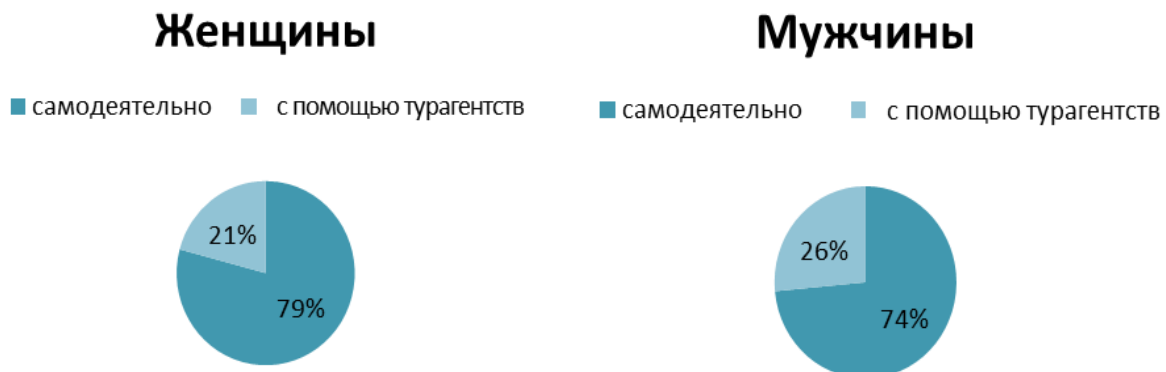 Женщины
самодеятельно с помощью турагентств
21%
79%
Мужчины
самодеятельно с помощью турагентств
26%
74%